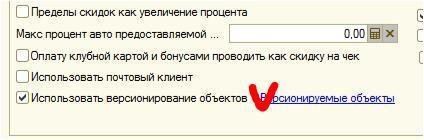 Пределы скидок как увеличение процента
Макс процент авто предоставляемой ... 0,00
Оплату клубной картой и бонусами проводить как скидку на чек
Использовать почтовый клиент
Использовать версионирование объектов Версионируемые объекты